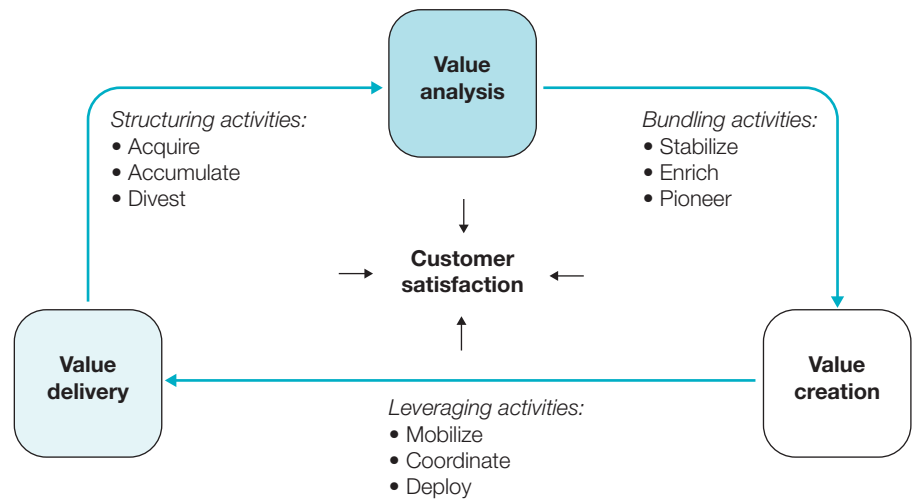 Value
analysis
Structuring activities:
• Acquire
• Accumulate
• Divest
Bundling activities:
• Stabilize
• Enrich
• Pioneer
Customer
satisfaction
Value
delivery
Value
creation
Leveraging activities:
• Mobilize
• Coordinate
• Deploy